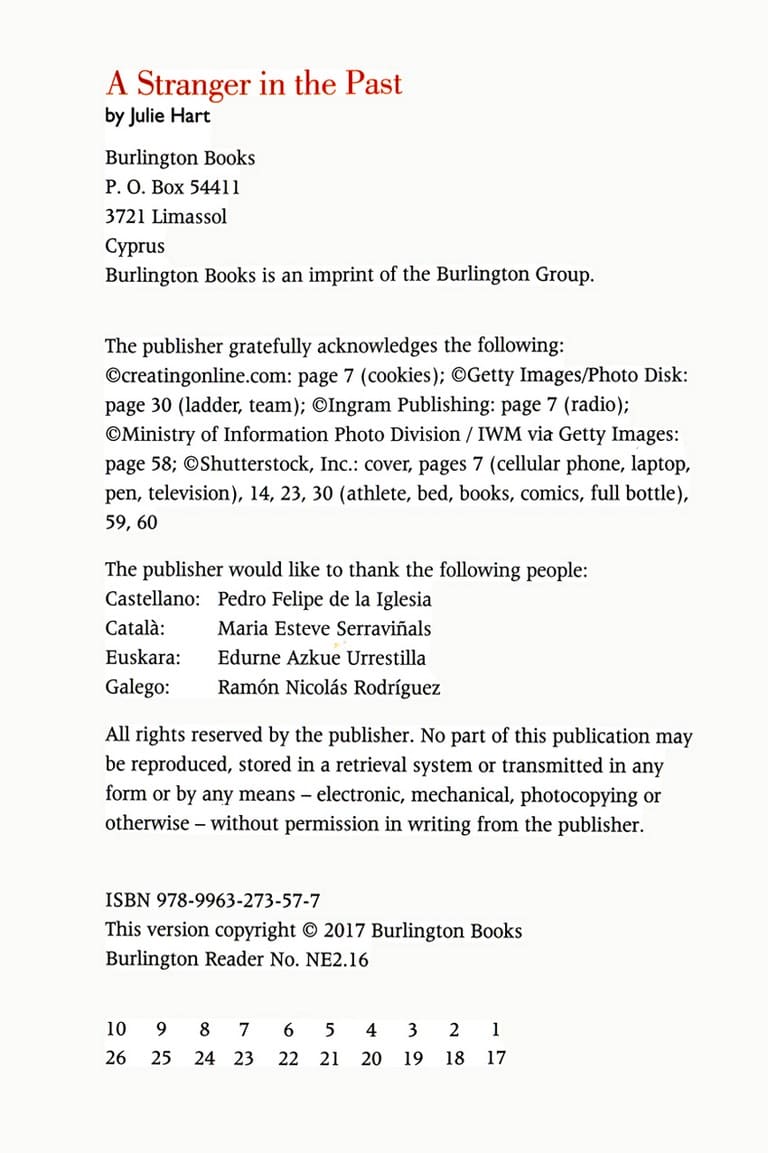 A Stranger in the Past
by Julie Hart
Burlington Books
P. O. Box 54411
3721 Limassol
Cyprus
Burlington Books is an imprint of the Burlington Group.
The publisher gratefully acknowledges the following:
©creatingonline.com: page 7 (cookies); ©Getty Images/Photo Disk:
page 30 (ladder, team); ©Ingram Publishing: page 7 (radio);
©Ministry of Information Photo Division / IWM via Getty Images:
page 58; ©Shutterstock, Inc.: cover, pages 7 (cellular phone, laptop,
pen, television), 14, 23, 30 (athlete, bed, books, comics, full bottle),
59, 60
The publisher would like to thank the following people:
Castellano: Pedro Felipe de la Iglesia
Català: Maria Esteve Serraviñals
Euskara: Edurne Azkue Urrestilla
Galego: Ramón Nicolás Rodríguez
All rights reserved by the publisher. No part of this publication may
be reproduced, stored in a retrieval system or transmitted in any
form or by any means – electronic, mechanical, photocopying or
otherwise – without permission in writing from the publisher.
ISBN 978-9963-273-57-7
This version copyright © 2017 Burlington Books
Burlington Reader No. NE2.16
10 9 8 7 6 5 4 3 2 1
26 25 24 23 22 21 20 19 18 17